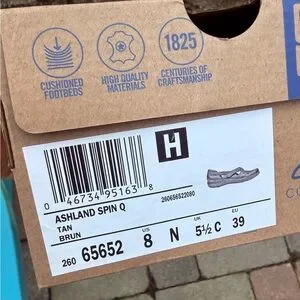 1825
CUSHIONED
FOOTBEDS
HIGH QUALITY
MATERIALS
CENTURIES OF
CRAFTSMANSHIP
H
0 46734 95163 8
260656522080
ASHLAND SPIN Q
TAN
BRUN
US UK EU
260 65652 8 N 5½ C 39